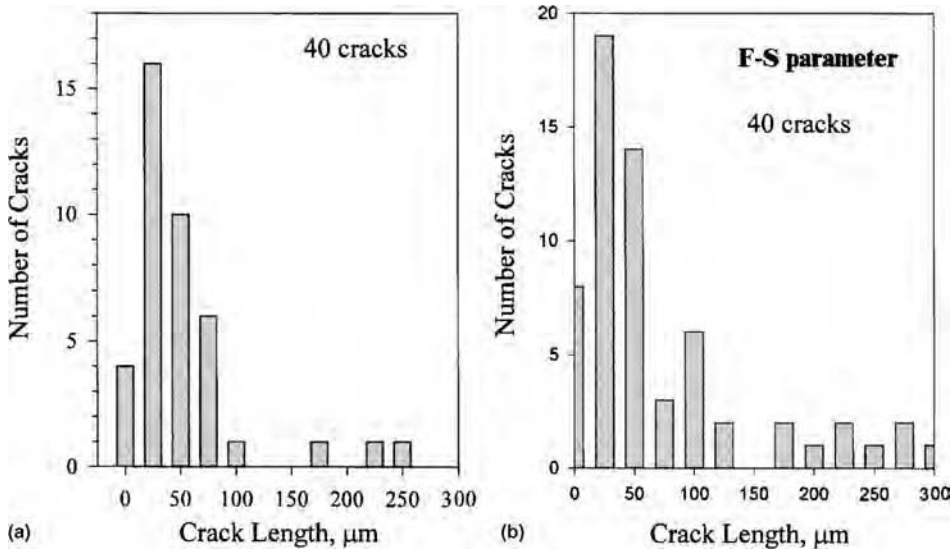 40 cracks
15
10
5
0
Number of Cracks
0 50 100 150 200 250 300
Crack Length, μm
(a)
20
F-S parameter
40 cracks
15
10
5
0
Number of Cracks
0 50 100 150 200 250 300
Crack Length, μm
(b)